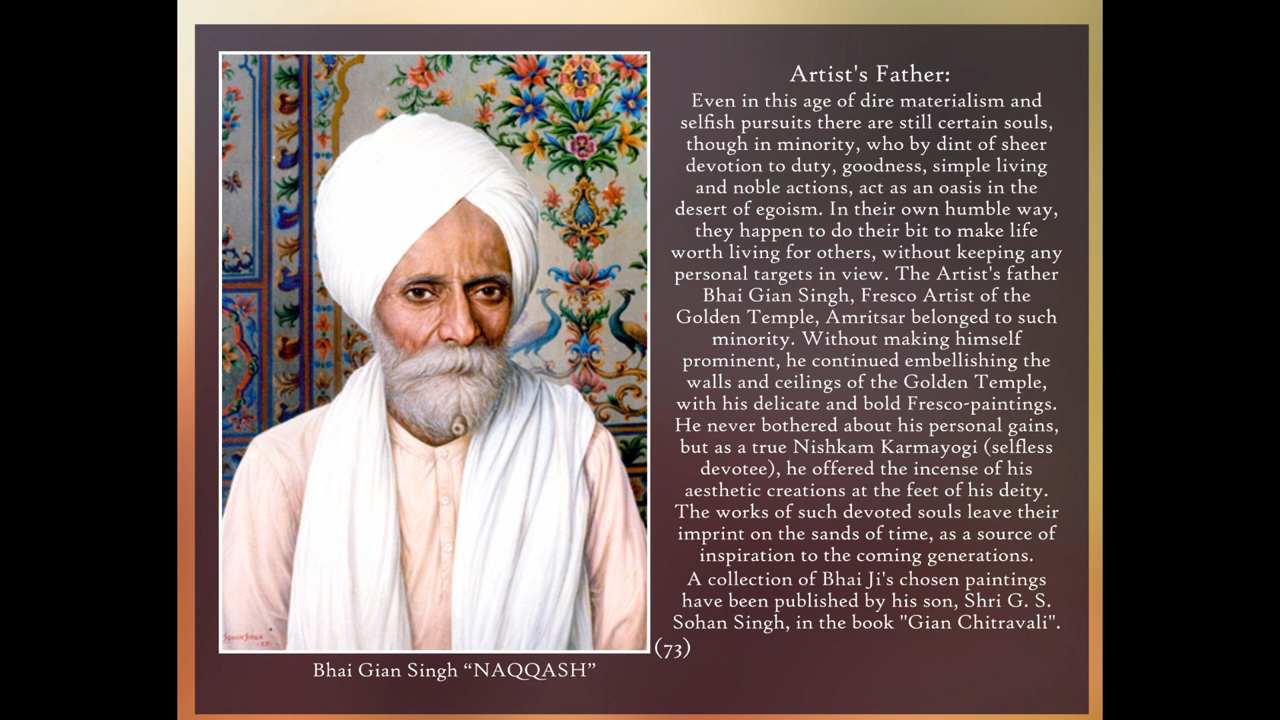 Artist's Father:
Even in this age of dire materialism and
selfish pursuits there are still certain souls,
though in minority, who by dint of sheer
devotion to duty, goodness, simple living
and noble actions, act as an oasis in the
desert of egoism. In their own humble way,
they happen to do their bit to make life
worth living for others, without keeping any
personal targets in view. The Artist's father
Bhai Gian Singh, Fresco Artist of the
Golden Temple, Amritsar belonged to such
minority. Without making himself
prominent, he continued embellishing the
walls and ceilings of the Golden Temple,
with his delicate and bold Fresco-paintings.
He never bothered about his personal gains,
but as a true Nishkam Karmayogi (selfless
devotee), he offered the incense of his
aesthetic creations at the feet of his deity.
The works of such devoted souls leave their
imprint on the sands of time, as a source of
inspiration to the coming generations.
A collection of Bhai Ji's chosen paintings
have been published by his son, Shri G. S.
Sohan Singh, in the book "Gian Chitravali".
(73)
Bhai Gian Singh “NAQQASH”
SOHAN SINGH